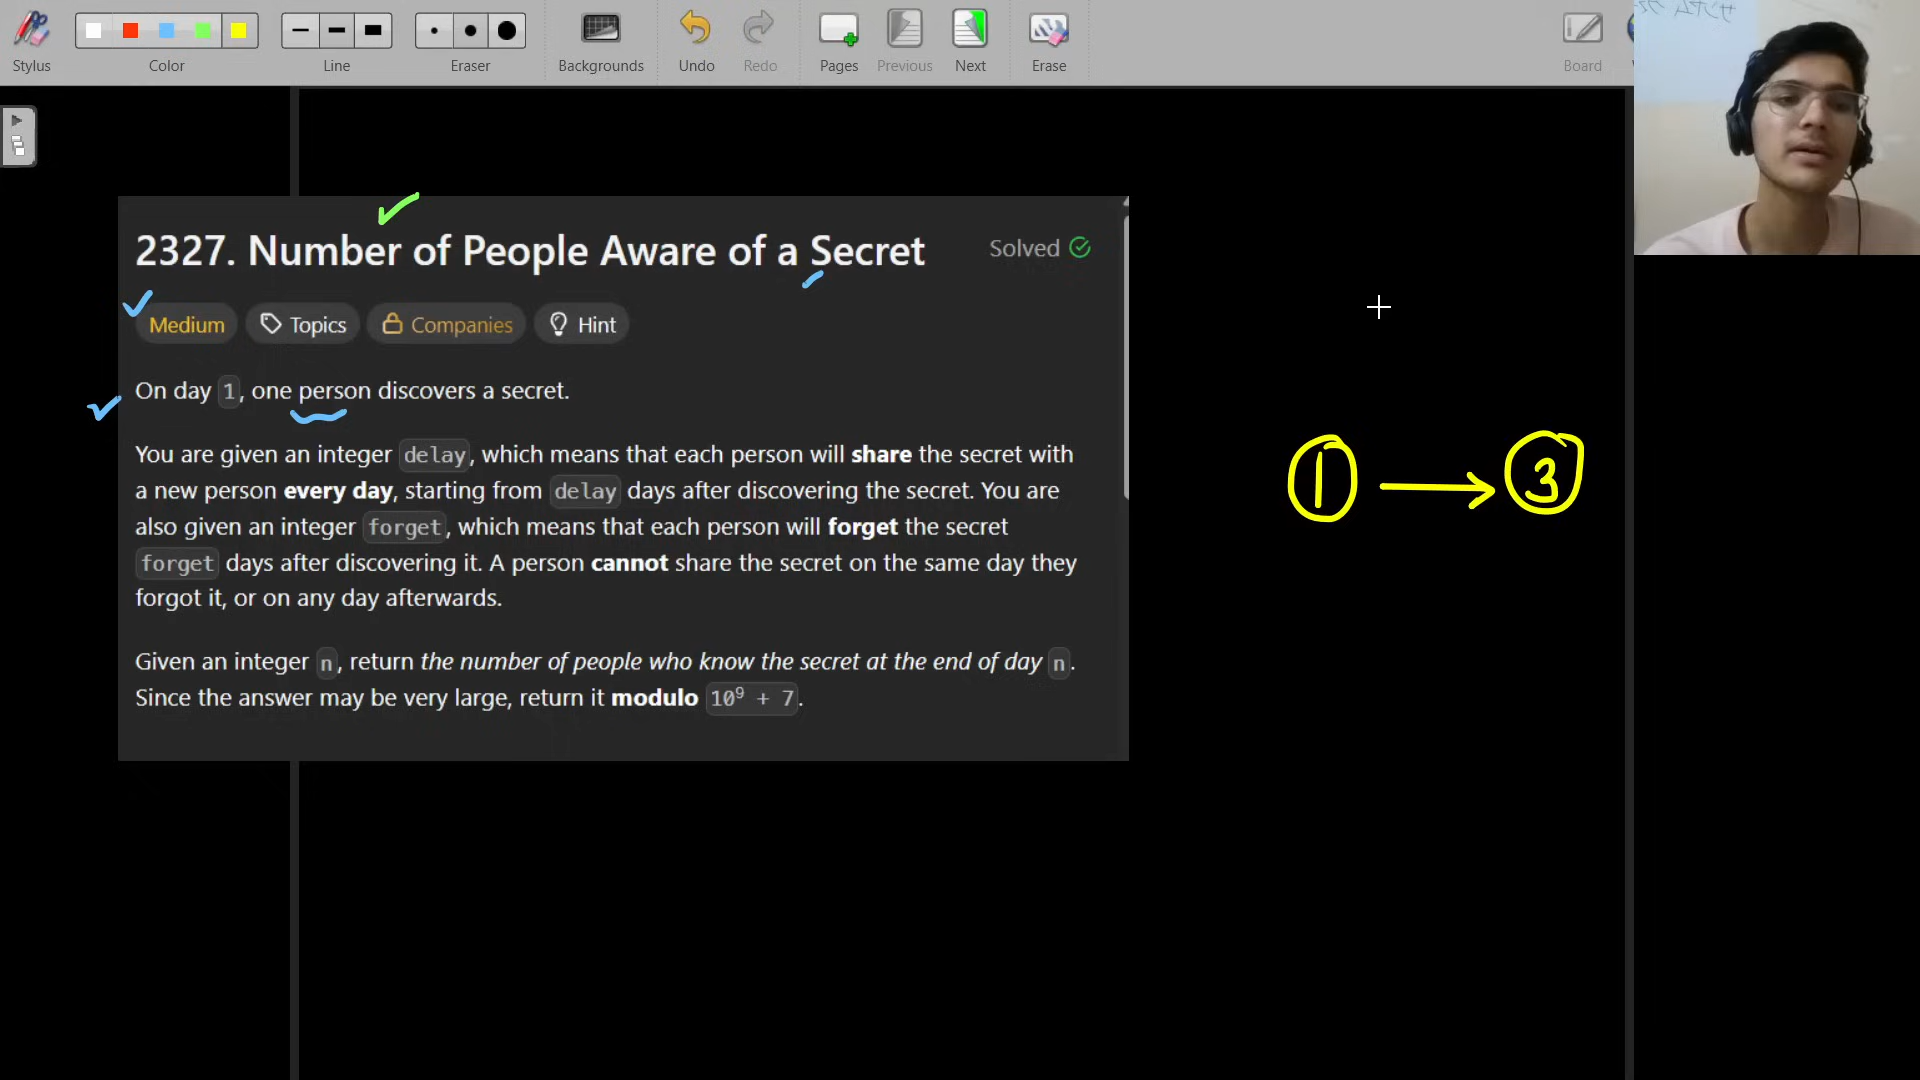 Stylus
Color
Line
Eraser
Backgrounds
Undo
Redo
Pages
Previous
Next
Erase
Board
2327. Number of People Aware of a Secret
Solved
Medium
Topics
Companies
Hint
On day 1, one person discovers a secret.
You are given an integer delay, which means that each person will share the secret with
a new person every day, starting from delay days after discovering the secret. You are
also given an integer forget, which means that each person will forget the secret
forget days after discovering it. A person cannot share the secret on the same day they
forgot it, or on any day afterwards.
Given an integer n, return the number of people who know the secret at the end of day n.
Since the answer may be very large, return it modulo 10⁹ + 7.
1 → 3